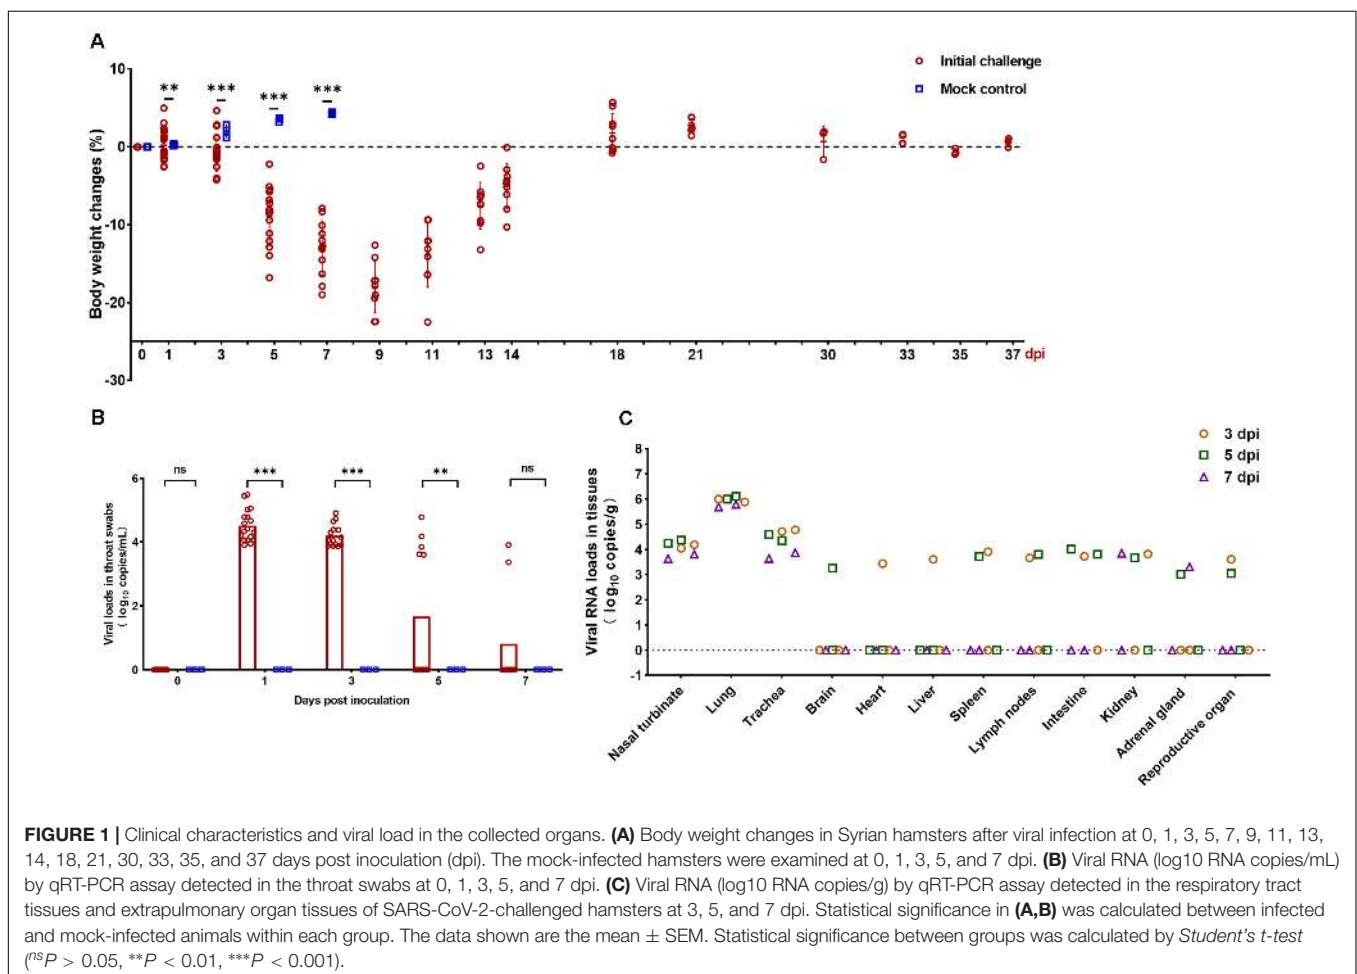 A
Initial challenge
Mock control
** *** *** ***
Body weight changes (%)
10
0
-10
-20
-30
0 1 3 5 7 9 11 13 14 18 21 30 33 35 37 dpi
B
ns *** *** ** ns
Viral loads in throat swabs
( log10 copies/mL)
6
4
2
0
0 1 3 5 7
Days post inoculation
C
3 dpi
5 dpi
7 dpi
Viral RNA loads in tissues
( log10 copies/g)
8
7
6
5
4
3
2
1
0
-1
Nasal turbinate
Lung
Trachea
Brain
Heart
Liver
Spleen
Lymph nodes
Intestine
Kidney
Adrenal gland
Reproductive organ
FIGURE 1 | Clinical characteristics and viral load in the collected organs. (A) Body weight changes in Syrian hamsters after viral infection at 0, 1, 3, 5, 7, 9, 11, 13,
14, 18, 21, 30, 33, 35, and 37 days post inoculation (dpi). The mock-infected hamsters were examined at 0, 1, 3, 5, and 7 dpi. (B) Viral RNA (log10 RNA copies/mL)
by qRT-PCR assay detected in the throat swabs at 0, 1, 3, 5, and 7 dpi. (C) Viral RNA (log10 RNA copies/g) by qRT-PCR assay detected in the respiratory tract
tissues and extrapulmonary organ tissues of SARS-CoV-2-challenged hamsters at 3, 5, and 7 dpi. Statistical significance in (A,B) was calculated between infected
and mock-infected animals within each group. The data shown are the mean ± SEM. Statistical significance between groups was calculated by Student's t-test
(nsP > 0.05, **P < 0.01, ***P < 0.001).